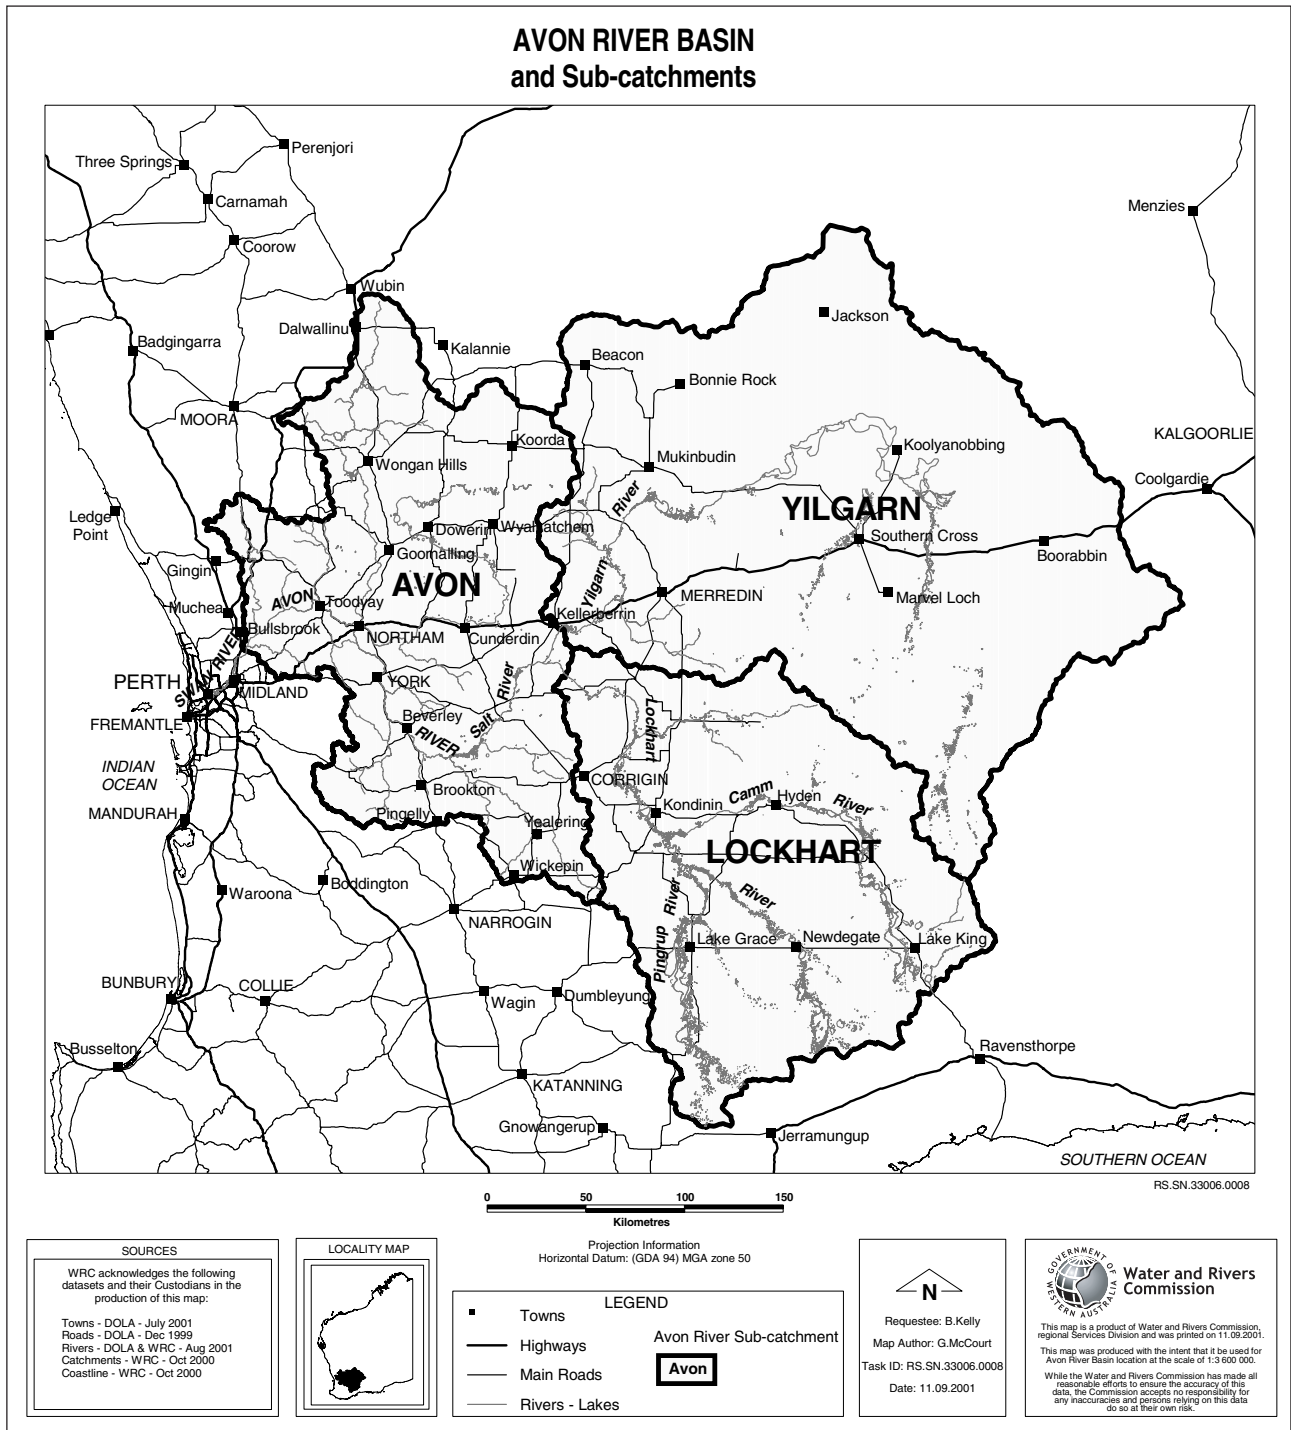 AVON RIVER BASIN
and Sub-catchments
Three Springs
Perenjori
Carnamah
Coorow
Menzies
Wubin
Dalwallinu
Kalannie
Jackson
Badgingarra
Beacon
Bonnie Rock
MOORA
Koorda
Koolyanobbing
KALGOORLIE
Wongan Hills
Mukinbudin
Coolgardie
River
YILGARN
Ledge
Point
Dowerin
Wyalkatchem
Southern Cross
Goomalling
Boorabbin
Gingin
AVON
Yilgarn
MERREDIN
Marvel Loch
AVON
Toodyay
Muchea
Kellerberrin
Bullsbrook
NORTHAM
Cunderdin
SWAN RIVER
PERTH
MIDLAND
YORK
River
FREMANTLE
Beverley
RIVER
Salt
Lockhart
INDIAN
OCEAN
CORRIGIN
Brookton
Camm
Hyden
River
MANDURAH
Pingelly
Kondinin
Yealering
LOCKHART
Wickepin
Boddington
Waroona
River
River
NARROGIN
Pingrup
Lake Grace
Newdegate
Lake King
BUNBURY
COLLIE
Wagin
Dumbleyung
Busselton
Ravensthorpe
KATANNING
Gnowangerup
Jerramungup
SOUTHERN OCEAN
RS.SN.33006.0008
0 50 100 150
Kilometres
Projection Information
Horizontal Datum: (GDA 94) MGA zone 50
SOURCES
WRC acknowledges the following
datasets and their Custodians in the
production of this map:
Towns - DOLA - July 2001
Roads - DOLA - Dec 1999
Rivers - DOLA & WRC - Aug 2001
Catchments - WRC - Oct 2000
Coastline - WRC - Oct 2000
LOCALITY MAP
LEGEND
Towns
Highways
Main Roads
Rivers - Lakes
Avon River Sub-catchment
Avon
N
Requestee: B.Kelly
Map Author: G.McCourt
Task ID: RS.SN.33006.0008
Date: 11.09.2001
GOVERNMENT OF
WESTERN AUSTRALIA
Water and Rivers
Commission
This map is a product of Water and Rivers Commission,
regional Services Division and was printed on 11.09.2001.
This map was produced with the intent that it be used for
Avon River Basin location at the scale of 1:3 600 000.
While the Water and Rivers Commission has made all
reasonable efforts to ensure the accuracy of this
data, the Commission accepts no responsibility for
any inaccuracies and persons relying on this data
do so at their own risk.